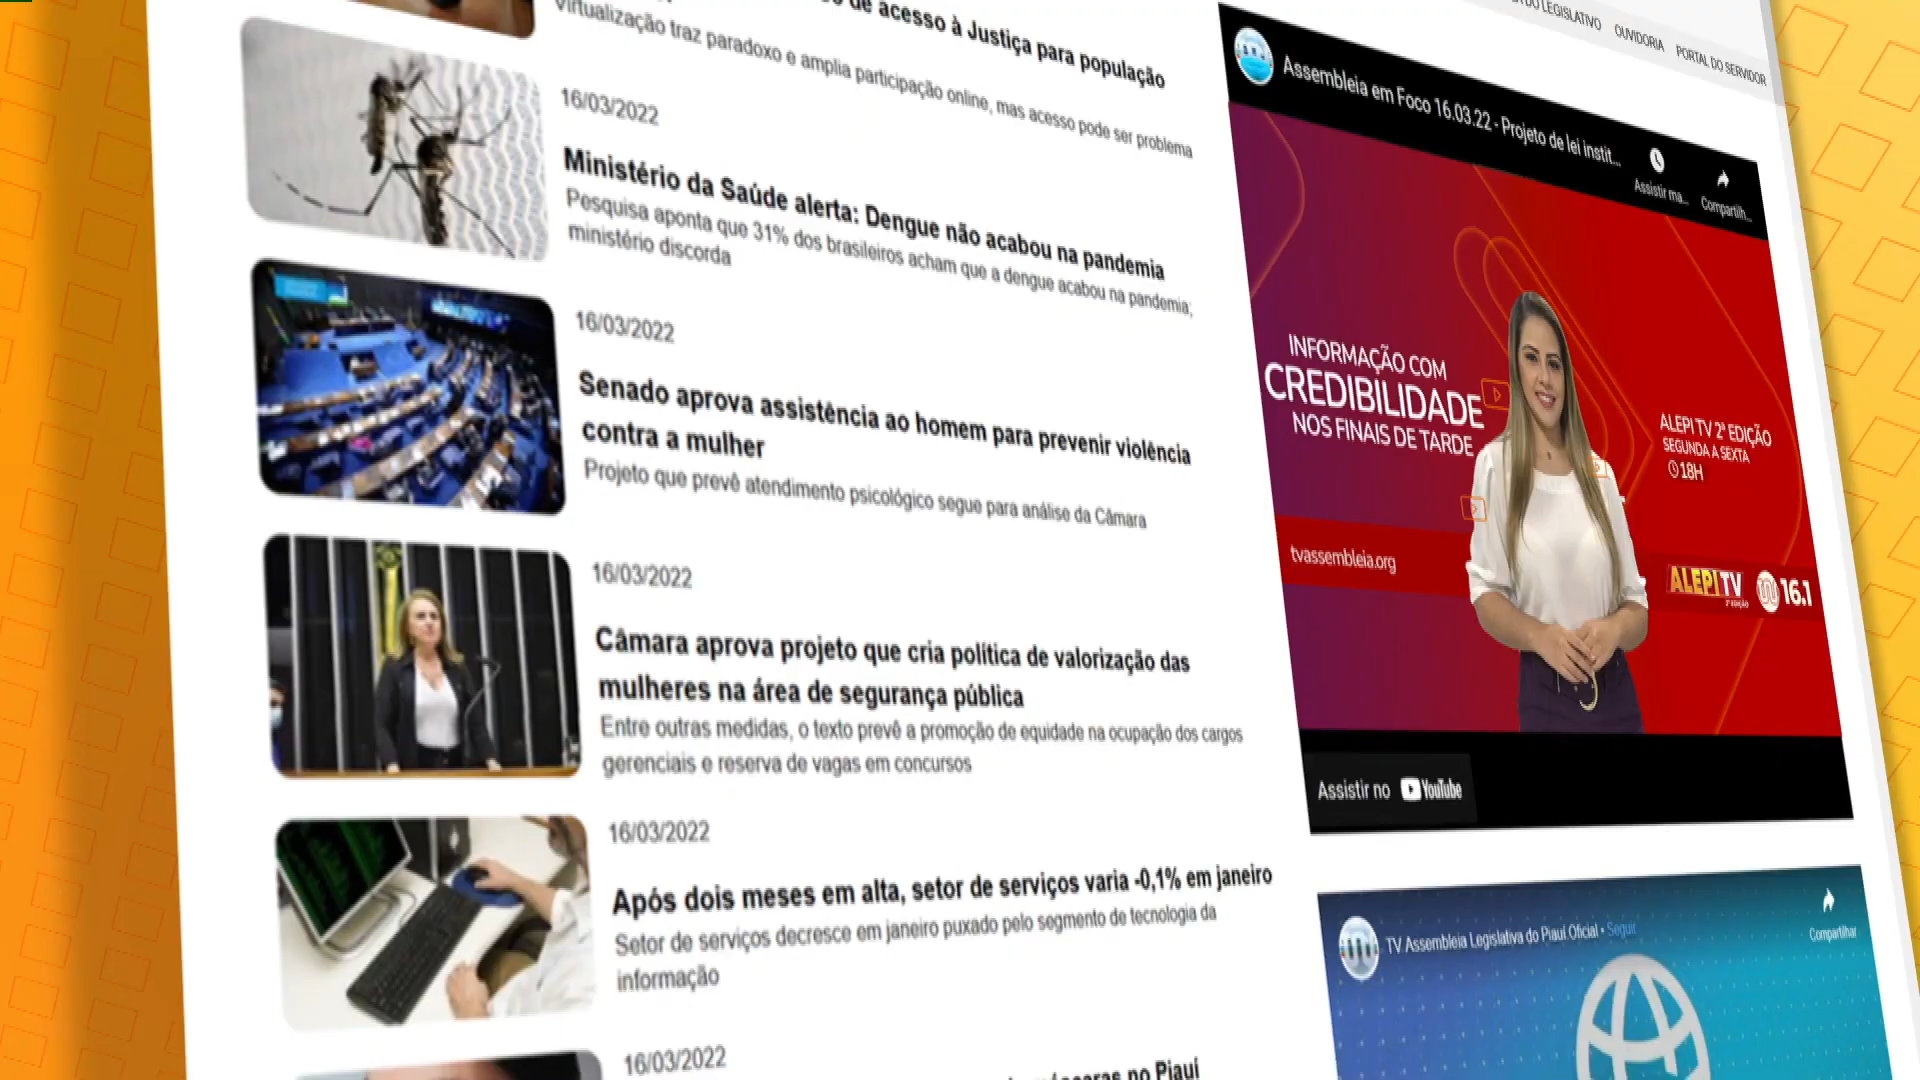 de acesso à Justiça para população
Virtualização traz paradoxo e amplia participação online, mas acesso pode ser problema
16/03/2022
Ministério da Saúde alerta: Dengue não acabou na pandemia
Pesquisa aponta que 31% dos brasileiros acham que a dengue acabou na pandemia;
ministério discorda
16/03/2022
Senado aprova assistência ao homem para prevenir violência
contra a mulher
Projeto que prevê atendimento psicológico segue para análise da Câmara
16/03/2022
Câmara aprova projeto que cria política de valorização das
mulheres na área de segurança pública
Entre outras medidas, o texto prevê a promoção de equidade na ocupação dos cargos
gerenciais e reserva de vagas em concursos
16/03/2022
Após dois meses em alta, setor de serviços varia -0,1% em janeiro
Setor de serviços decresce em janeiro puxado pelo segmento de tecnologia da
informação
16/03/2022
no Piauí
DO LEGISLATIVO OUVIDORIA PORTAL DO SERVIDOR
Assembleia em Foco 16.03.22 - Projeto de lei instit...
Assistir ma...
Compartilh...
INFORMAÇÃO COM
CREDIBILIDADE
NOS FINAIS DE TARDE
ALEPI TV 2ª EDIÇÃO
SEGUNDA A SEXTA
18H
tvassembleia.org
ALEPI TV
2ª EDIÇÃO
16.1
Assistir no YouTube
TV Assembleia Legislativa do Piauí Oficial • Seguir
Compartilhar